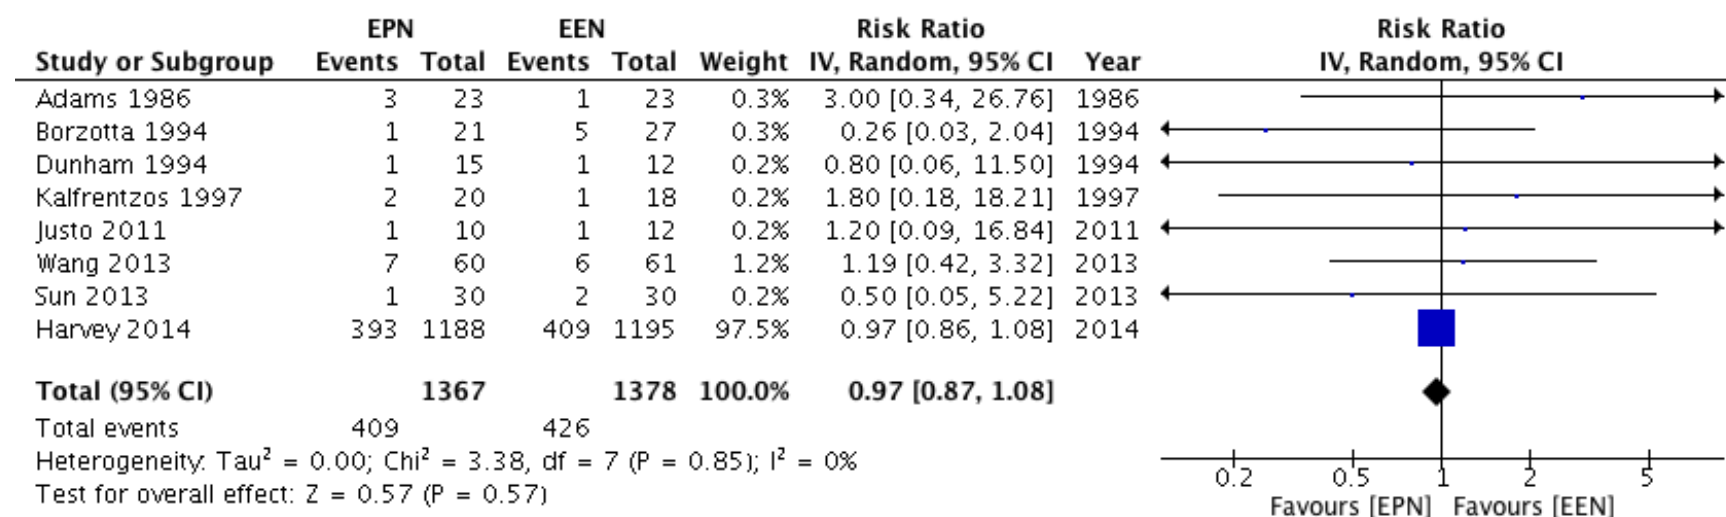 EPN EEN Risk Ratio Risk Ratio
Study or Subgroup Events Total Events Total Weight IV, Random, 95% CI Year IV, Random, 95% CI
Adams 1986 3 23 1 23 0.3% 3.00 [0.34, 26.76] 1986
Borzotta 1994 1 21 5 27 0.3% 0.26 [0.03, 2.04] 1994
Dunham 1994 1 15 1 12 0.2% 0.80 [0.06, 11.50] 1994
Kalfrentzos 1997 2 20 1 18 0.2% 1.80 [0.18, 18.21] 1997
Justo 2011 1 10 1 12 0.2% 1.20 [0.09, 16.84] 2011
Wang 2013 7 60 6 61 1.2% 1.19 [0.42, 3.32] 2013
Sun 2013 1 30 2 30 0.2% 0.50 [0.05, 5.22] 2013
Harvey 2014 393 1188 409 1195 97.5% 0.97 [0.86, 1.08] 2014
Total (95% CI) 1367 1378 100.0% 0.97 [0.87, 1.08]
Total events 409 426
Heterogeneity: Tau² = 0.00; Chi² = 3.38, df = 7 (P = 0.85); I² = 0%
Test for overall effect: Z = 0.57 (P = 0.57)
0.2 0.5 1 2 5
Favours [EPN] Favours [EEN]